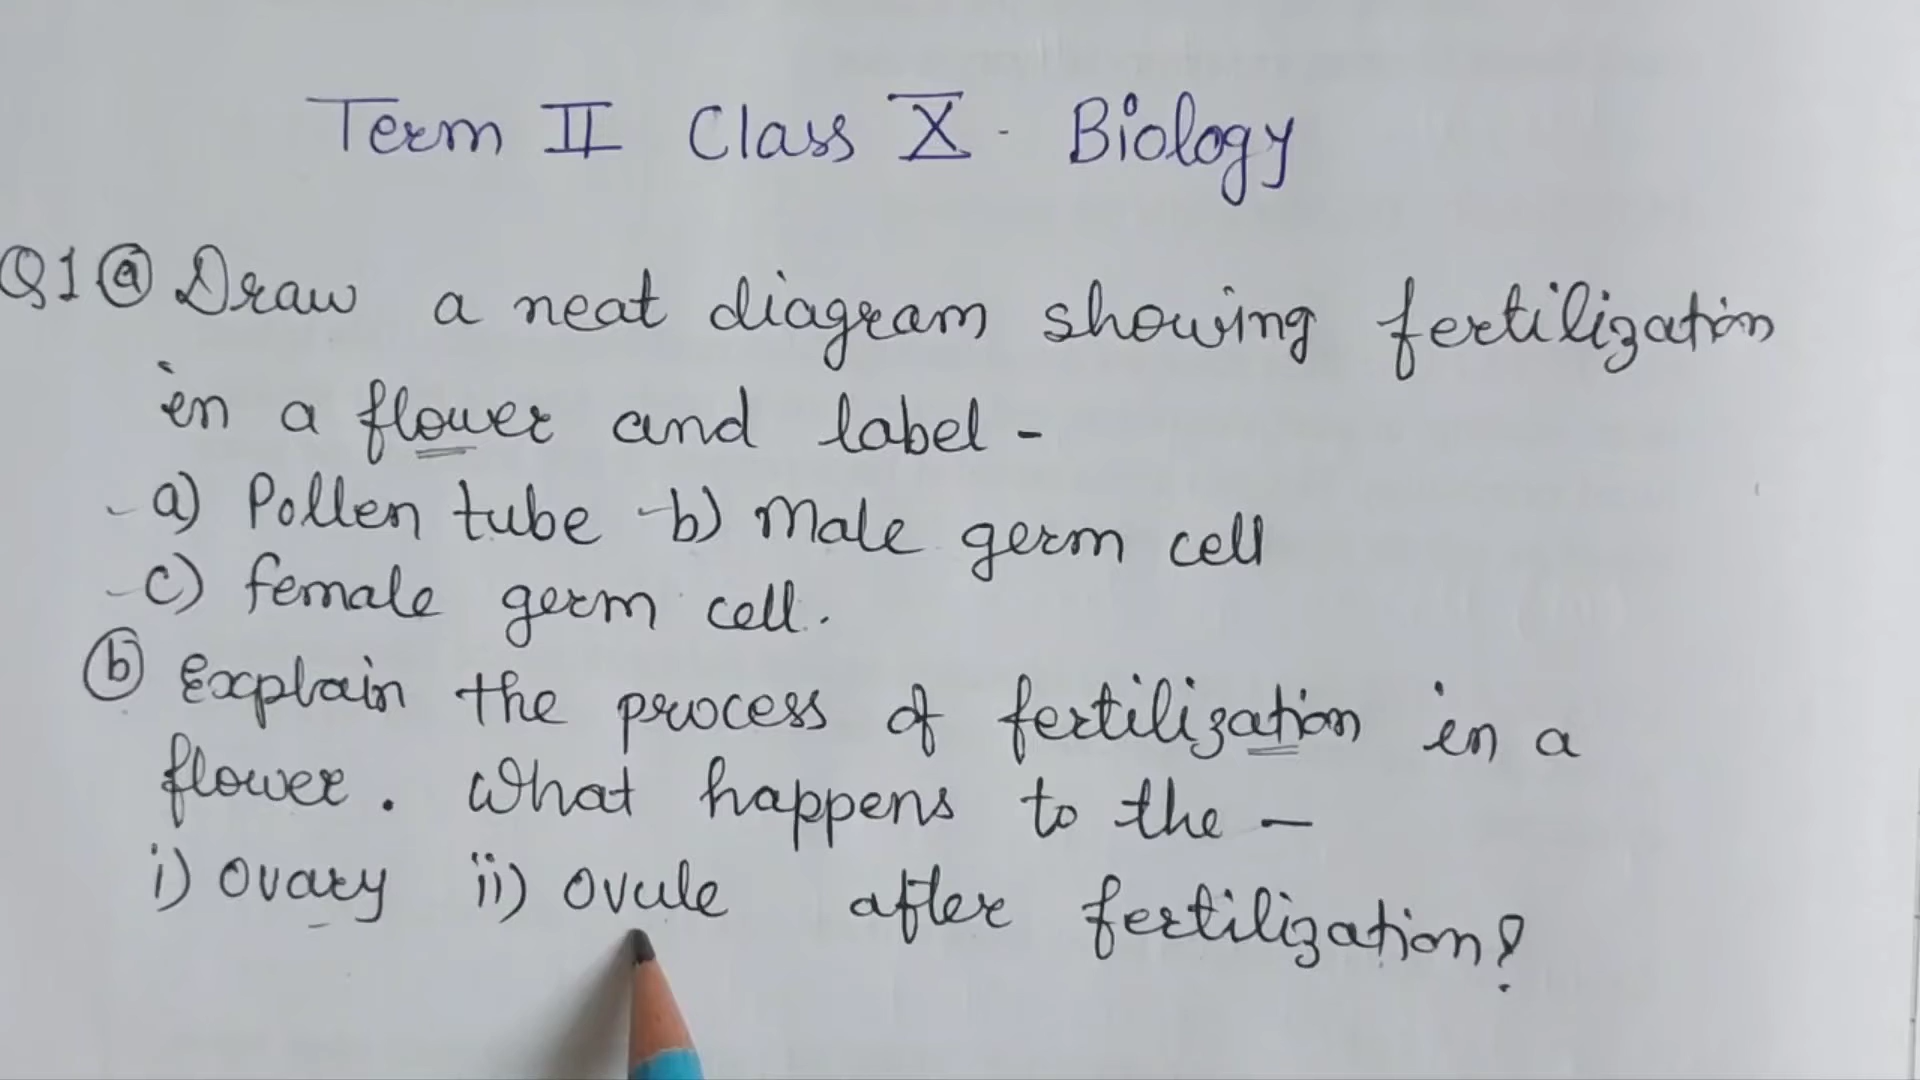 Term II Class X. Biology
Q1 (a) Draw a neat diagram showing fertilization
in a flower and label -
a) Pollen tube - b) Male germ cell
c) female germ cell.
(b) Explain the process of fertilization in a
flower. What happens to the -
i) ovary ii) ovule after fertilization?